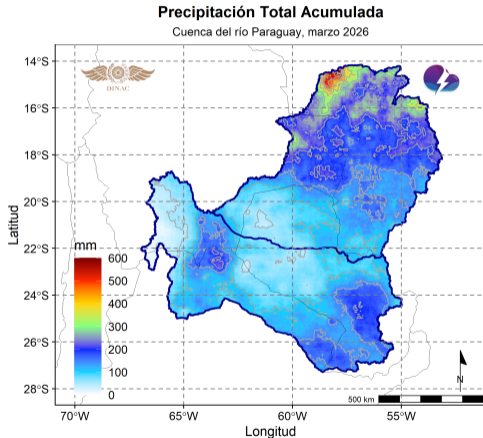 Precipitación Total Acumulada
Cuenca del río Paraguay, marzo 2026
DINAC
14°S
16°S
18°S
20°S
22°S
24°S
26°S
28°S
Latitud
mm
600
500
400
300
200
100
0
N
500 km
70°W
65°W
60°W
55°W
Longitud